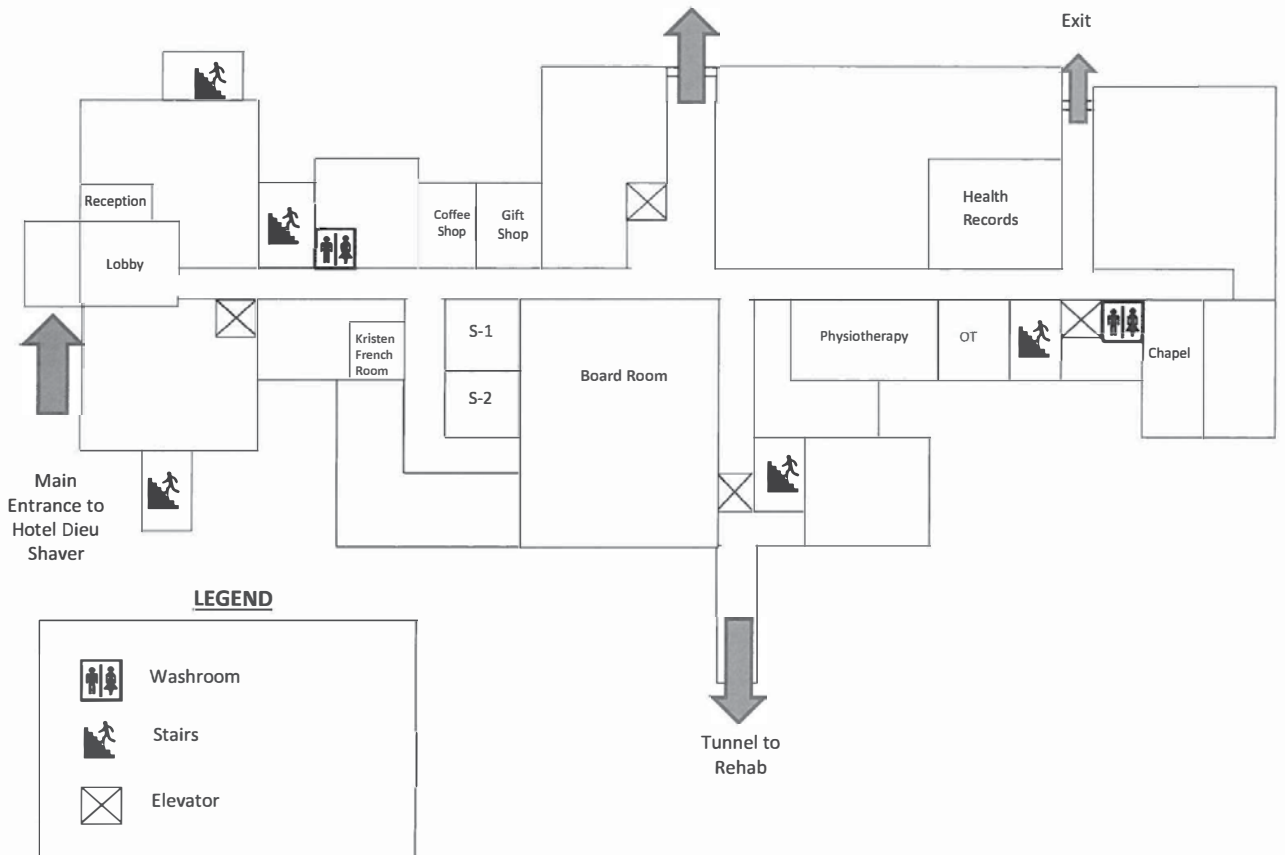 Exit
Reception
Lobby
Coffee
Shop
Gift
Shop
Health
Records
Kristen
French
Room
S-1
S-2
Board Room
Physiotherapy
OT
Chapel
Main
Entrance to
Hotel Dieu
Shaver
Tunnel to
Rehab
LEGEND
Washroom
Stairs
Elevator